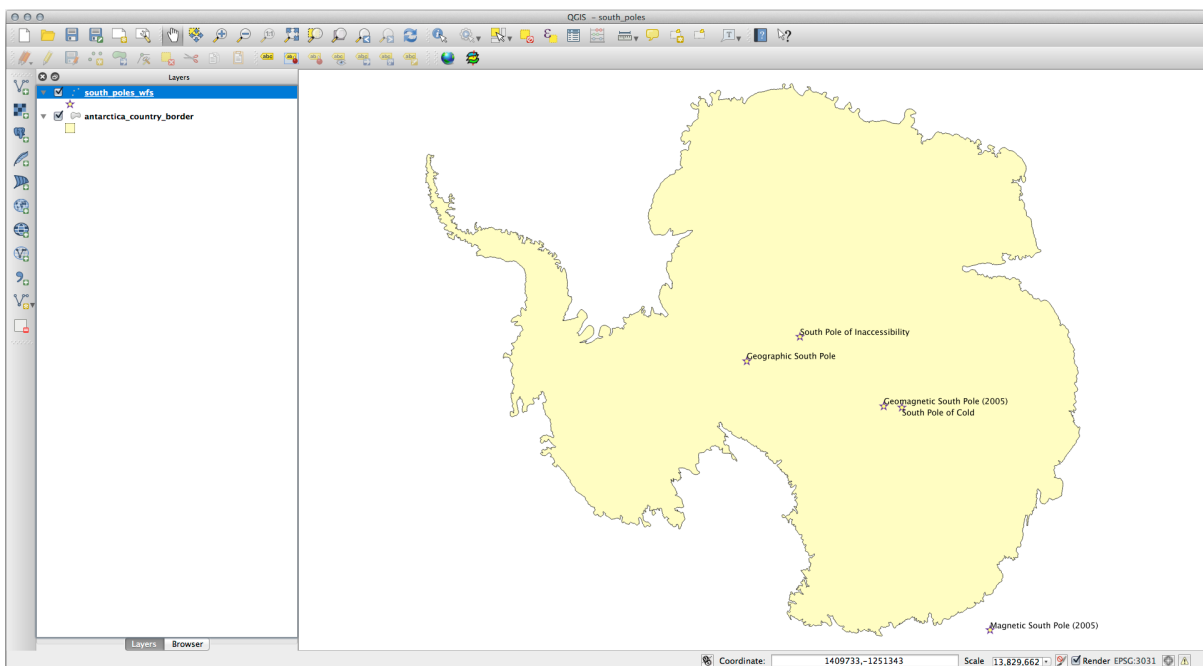 QGIS - south_poles
Layers
south_poles_wfs
antarctica_country_border
South Pole of Inaccessibility
Geographic South Pole
Geomagnetic South Pole (2005)
South Pole of Cold
Magnetic South Pole (2005)
Layers Browser
Coordinate: 1409733,-1251343 Scale 13,829,662 Render EPSG:3031